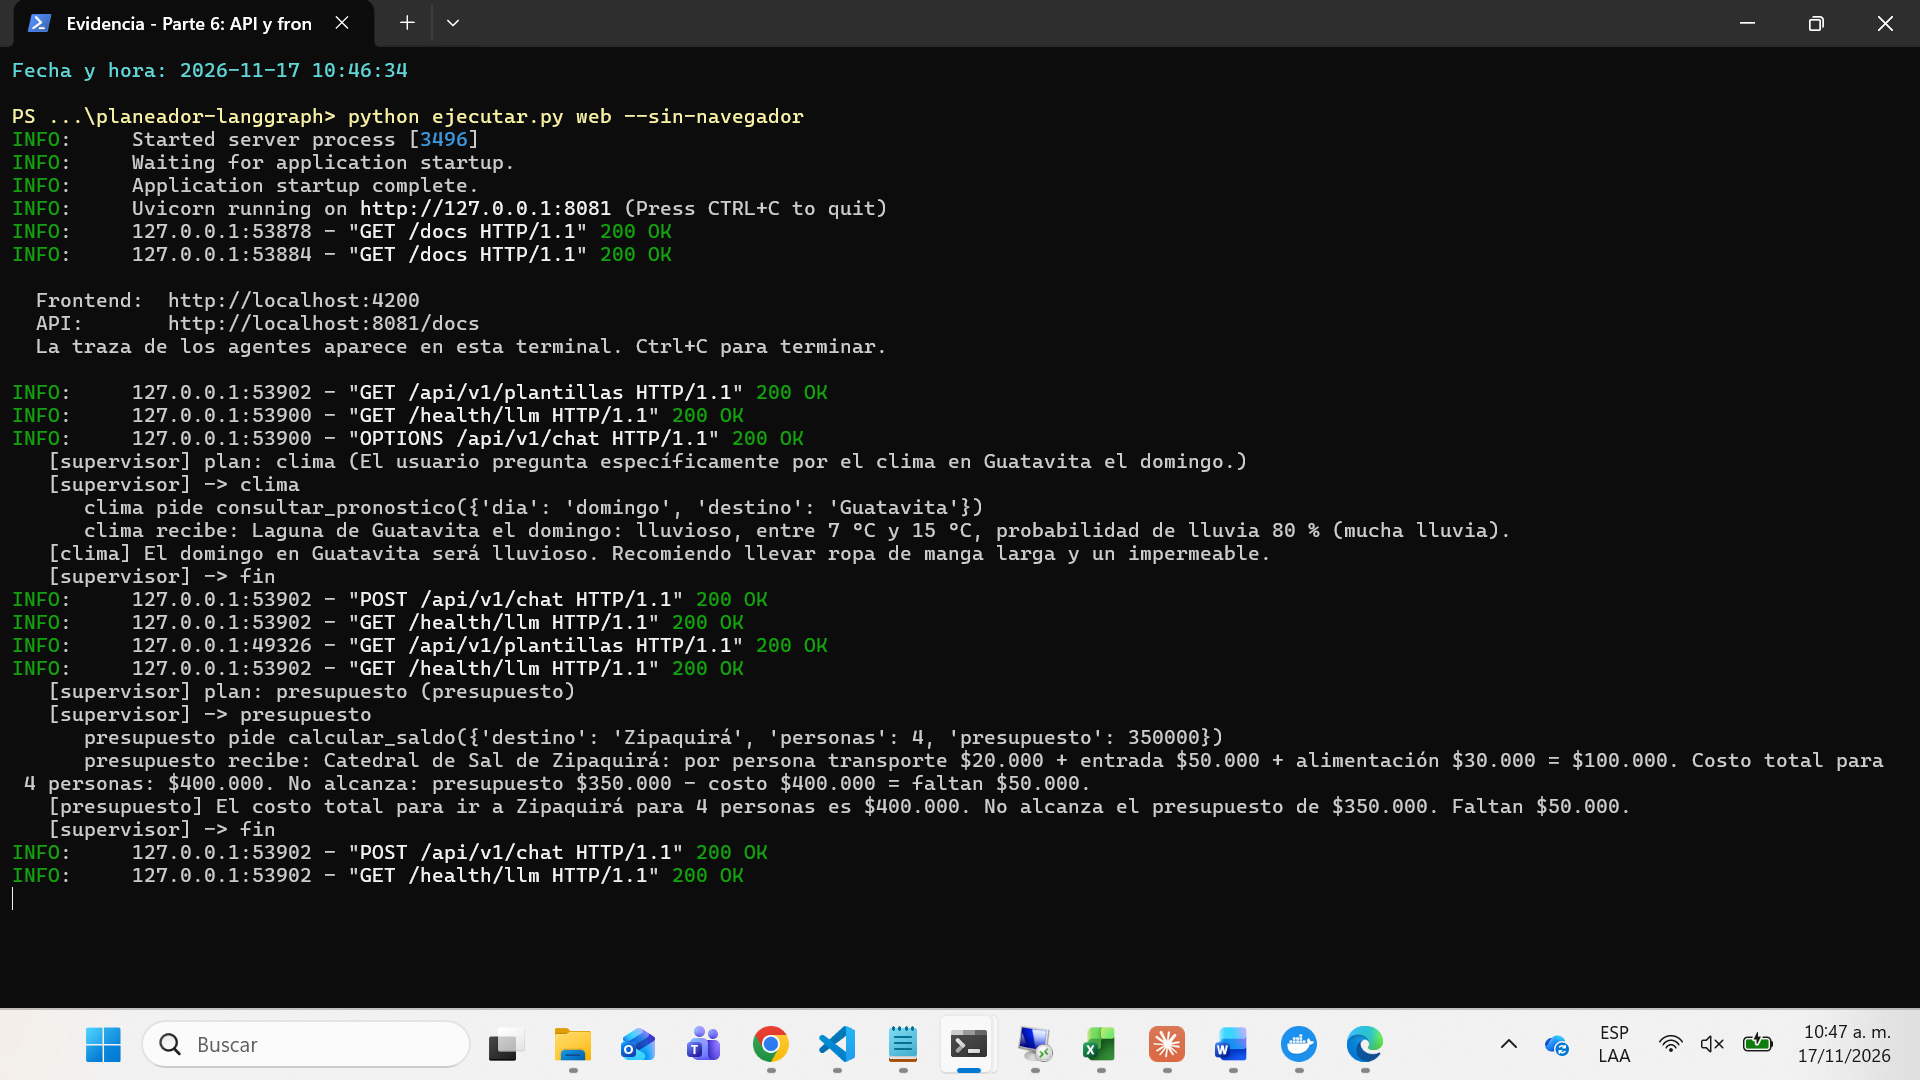 Evidencia - Parte 6: API y fron
Fecha y hora: 2026-11-17 10:46:34
PS ...\planeador-langgraph> python ejecutar.py web --sin-navegador
INFO:     Started server process [3496]
INFO:     Waiting for application startup.
INFO:     Application startup complete.
INFO:     Uvicorn running on http://127.0.0.1:8081 (Press CTRL+C to quit)
INFO:     127.0.0.1:53878 - "GET /docs HTTP/1.1" 200 OK
INFO:     127.0.0.1:53884 - "GET /docs HTTP/1.1" 200 OK
Frontend:  http://localhost:4200
API:       http://localhost:8081/docs
La traza de los agentes aparece en esta terminal. Ctrl+C para terminar.
INFO:     127.0.0.1:53902 - "GET /api/v1/plantillas HTTP/1.1" 200 OK
INFO:     127.0.0.1:53900 - "GET /health/llm HTTP/1.1" 200 OK
INFO:     127.0.0.1:53900 - "OPTIONS /api/v1/chat HTTP/1.1" 200 OK
[supervisor] plan: clima (El usuario pregunta específicamente por el clima en Guatavita el domingo.)
[supervisor] -> clima
clima pide consultar_pronostico({'dia': 'domingo', 'destino': 'Guatavita'})
clima recibe: Laguna de Guatavita el domingo: lluvioso, entre 7 °C y 15 °C, probabilidad de lluvia 80 % (mucha lluvia).
[clima] El domingo en Guatavita será lluvioso. Recomiendo llevar ropa de manga larga y un impermeable.
[supervisor] -> fin
INFO:     127.0.0.1:53902 - "POST /api/v1/chat HTTP/1.1" 200 OK
INFO:     127.0.0.1:53902 - "GET /health/llm HTTP/1.1" 200 OK
INFO:     127.0.0.1:49326 - "GET /api/v1/plantillas HTTP/1.1" 200 OK
INFO:     127.0.0.1:53902 - "GET /health/llm HTTP/1.1" 200 OK
[supervisor] plan: presupuesto (presupuesto)
[supervisor] -> presupuesto
presupuesto pide calcular_saldo({'destino': 'Zipaquirá', 'personas': 4, 'presupuesto': 350000})
presupuesto recibe: Catedral de Sal de Zipaquirá: por persona transporte $20.000 + entrada $50.000 + alimentación $30.000 = $100.000. Costo total para
4 personas: $400.000. No alcanza: presupuesto $350.000 - costo $400.000 = faltan $50.000.
[presupuesto] El costo total para ir a Zipaquirá para 4 personas es $400.000. No alcanza el presupuesto de $350.000. Faltan $50.000.
[supervisor] -> fin
INFO:     127.0.0.1:53902 - "POST /api/v1/chat HTTP/1.1" 200 OK
INFO:     127.0.0.1:53902 - "GET /health/llm HTTP/1.1" 200 OK
Buscar
ESP
LAA
10:47 a. m.
17/11/2026